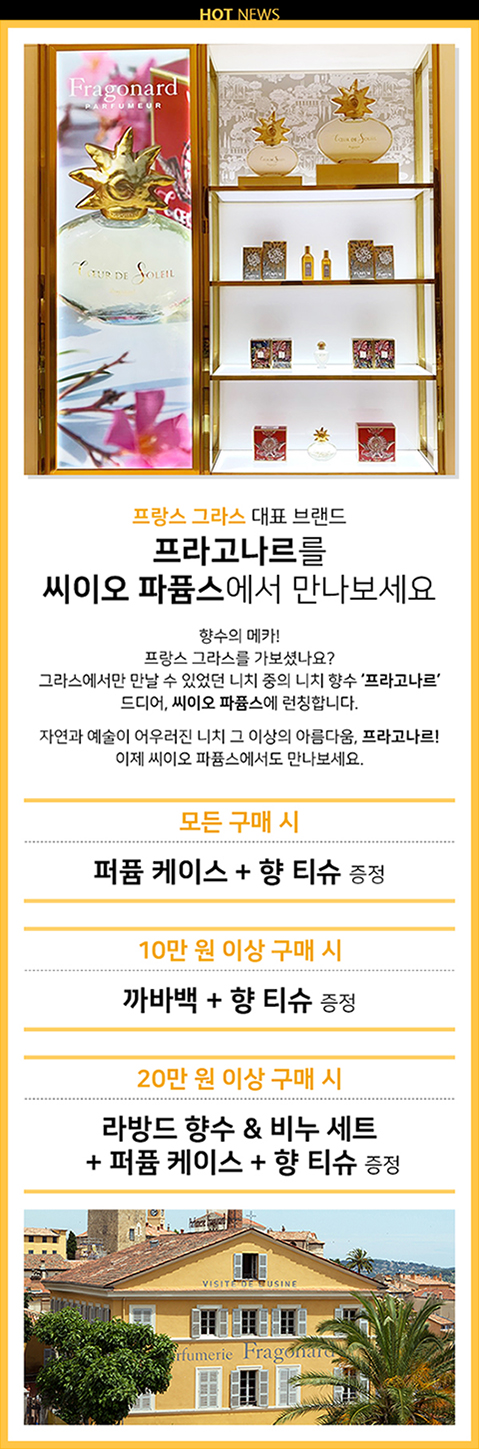 HOT NEWS
Fragonard
PARFUMEUR
CŒUR DE SOLEIL
프랑스 그라스 대표 브랜드
프라고나르를
씨이오 파퓸스에서 만나보세요
향수의 메카!
프랑스 그라스를 가보셨나요?
그라스에서만 만날 수 있었던 니치 중의 니치 향수 '프라고나르'
드디어, 씨이오 파퓸스에 런칭합니다.
자연과 예술이 어우러진 니치 그 이상의 아름다움, 프라고나르!
이제 씨이오 파퓸스에서도 만나보세요.
모든 구매 시
퍼퓸 케이스 + 향 티슈 증정
10만 원 이상 구매 시
까바백 + 향 티슈 증정
20만 원 이상 구매 시
라방드 향수 & 비누 세트
+ 퍼퓸 케이스 + 향 티슈 증정
Parfumerie Fragonard
VISITE DE L'USINE
rfumerie Fragonard